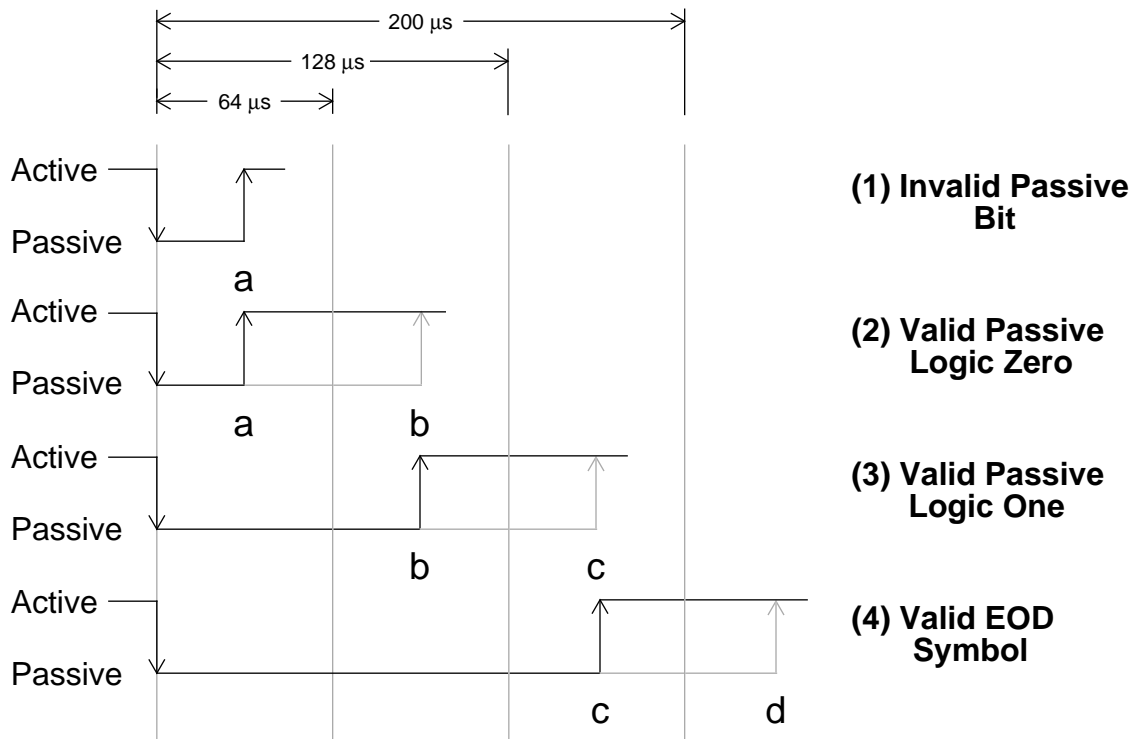 200 μs
128 μs
64 μs
Active
Passive
a
(1) Invalid Passive
Bit
Active
Passive
a b
(2) Valid Passive
Logic Zero
Active
Passive
b c
(3) Valid Passive
Logic One
Active
Passive
c d
(4) Valid EOD
Symbol